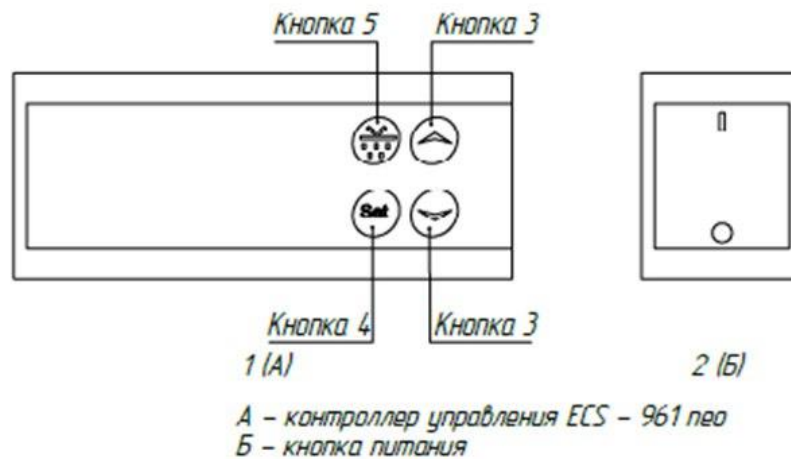 Кнопка 5 Кнопка 3
Set
Кнопка 4 Кнопка 3
1 (А) 2 (Б)
А – контроллер управления ECS – 961 neo
Б – кнопка питания